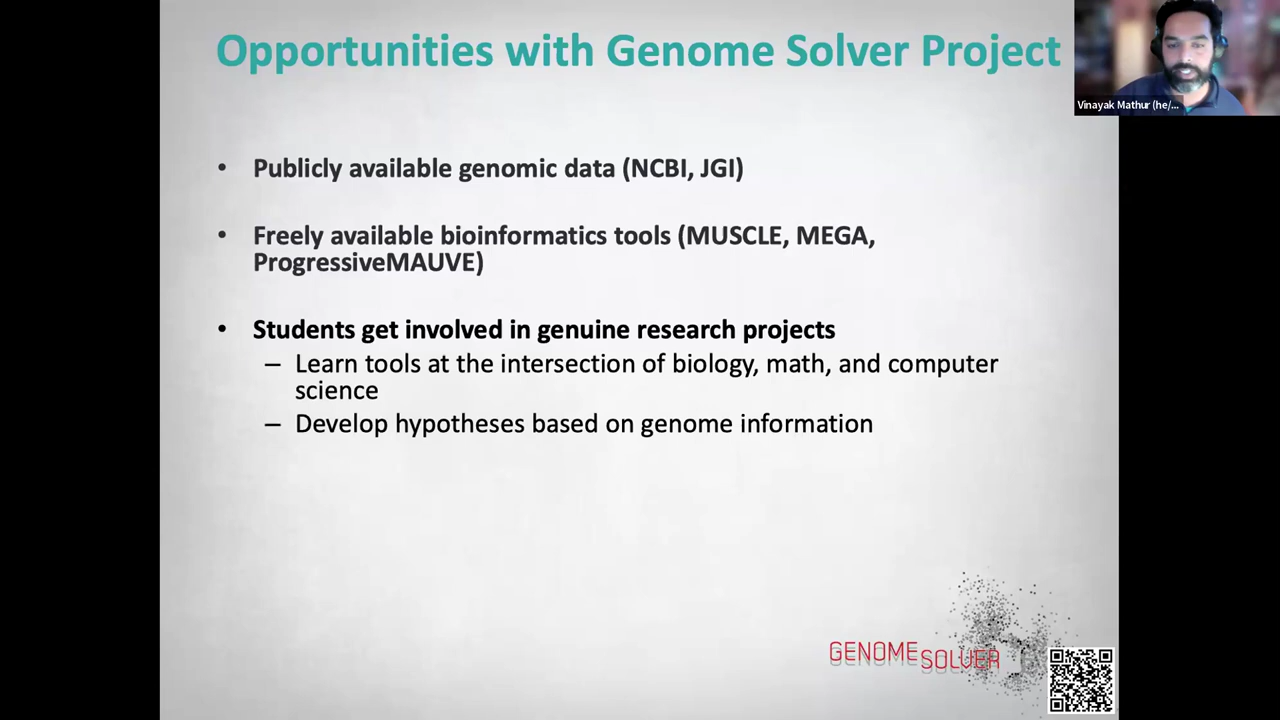 Opportunities with Genome Solver Project
Vinayak Mathur (he/...
• Publicly available genomic data (NCBI, JGI)
• Freely available bioinformatics tools (MUSCLE, MEGA,
ProgressiveMAUVE)
• Students get involved in genuine research projects
– Learn tools at the intersection of biology, math, and computer
science
– Develop hypotheses based on genome information
GENOME SOLVER